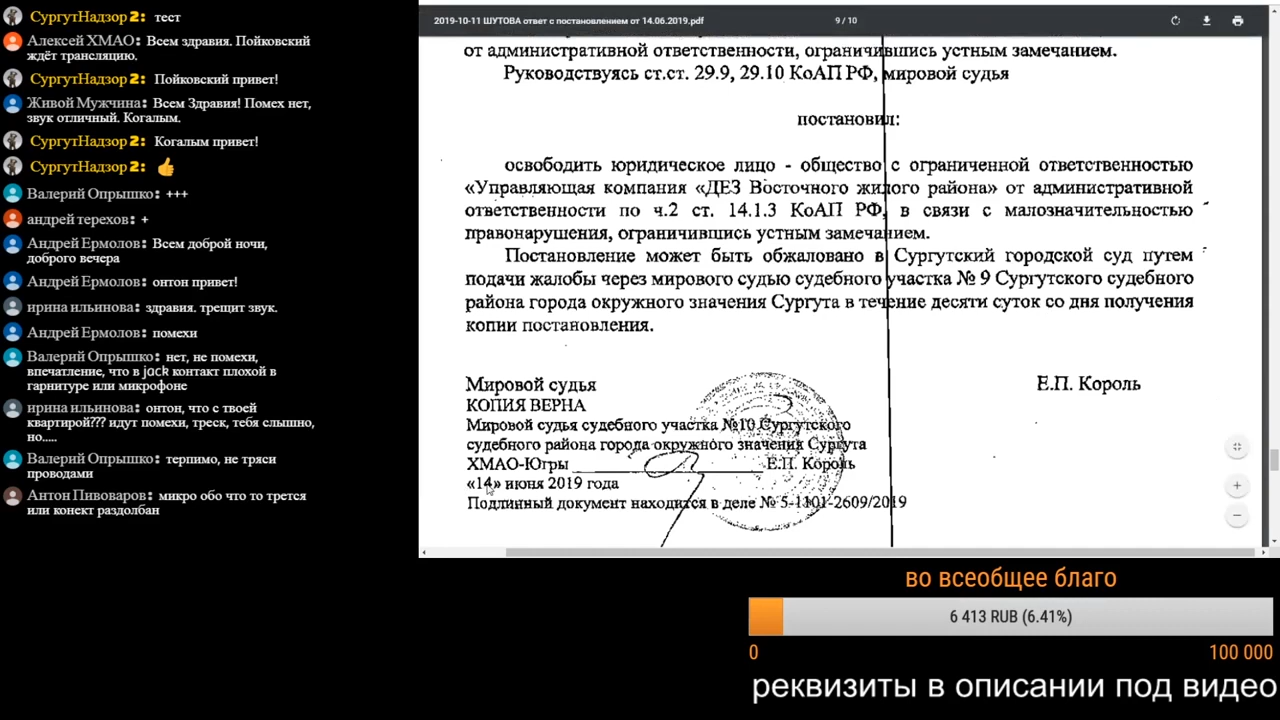 СургутНадзор 2: тест
Алексей ХМАО: Всем здравия. Пойковский
ждёт трансляцию.
СургутНадзор 2: Пойковский привет!
Живой Мужчина: Всем Здравия! Помех нет,
звук отличный. Когалым.
СургутНадзор 2: Когалым привет!
СургутНадзор 2: 👍
Валерий Опрышко: +++
андрей терехов: +
Андрей Ермолов: Всем доброй ночи,
доброго вечера
Андрей Ермолов: онтон привет!
ирина ильинова: здравия. трещит звук.
Андрей Ермолов: помехи
Валерий Опрышко: нет, не помехи,
впечатление, что в jack контакт плохой в
гарнитуре или микрофоне
ирина ильинова: онтон, что с твоей
квартирой??? идут помехи, треск, тебя слышно,
но.....
Валерий Опрышко: терпимо, не тряси
проводами
Антон Пивоваров: микро обо что то трется
или конект раздолбан
2019-10-11 ШУТОВА ответ с постановлением от 14.06.2019.pdf
9 / 10
от административной ответственности, ограничившись устным замечанием.
Руководствуясь ст.ст. 29.9, 29.10 КоАП РФ, мировой судья
постановил:
освободить юридическое лицо - общество с ограниченной ответственностью
«Управляющая компания «ДЕЗ Восточного жилого района» от административной
ответственности по ч.2 ст. 14.1.3 КоАП РФ, в связи с малозначительностью
правонарушения, ограничившись устным замечанием.
Постановление может быть обжаловано в Сургутский городской суд путем
подачи жалобы через мирового судью судебного участка № 9 Сургутского судебного
района города окружного значения Сургута в течение десяти суток со дня получения
копии постановления.
Мировой судья Е.П. Король
КОПИЯ ВЕРНА
Мировой судья судебного участка №10 Сургутского
судебного района города окружного значения Сургута
ХМАО-Югры Е.П. Король
«14» июня 2019 года
Подлинный документ находится в деле № 5-1101-2609/2019
во всеобщее благо
6 413 RUB (6.41%)
0 100 000
реквизиты в описании под видео